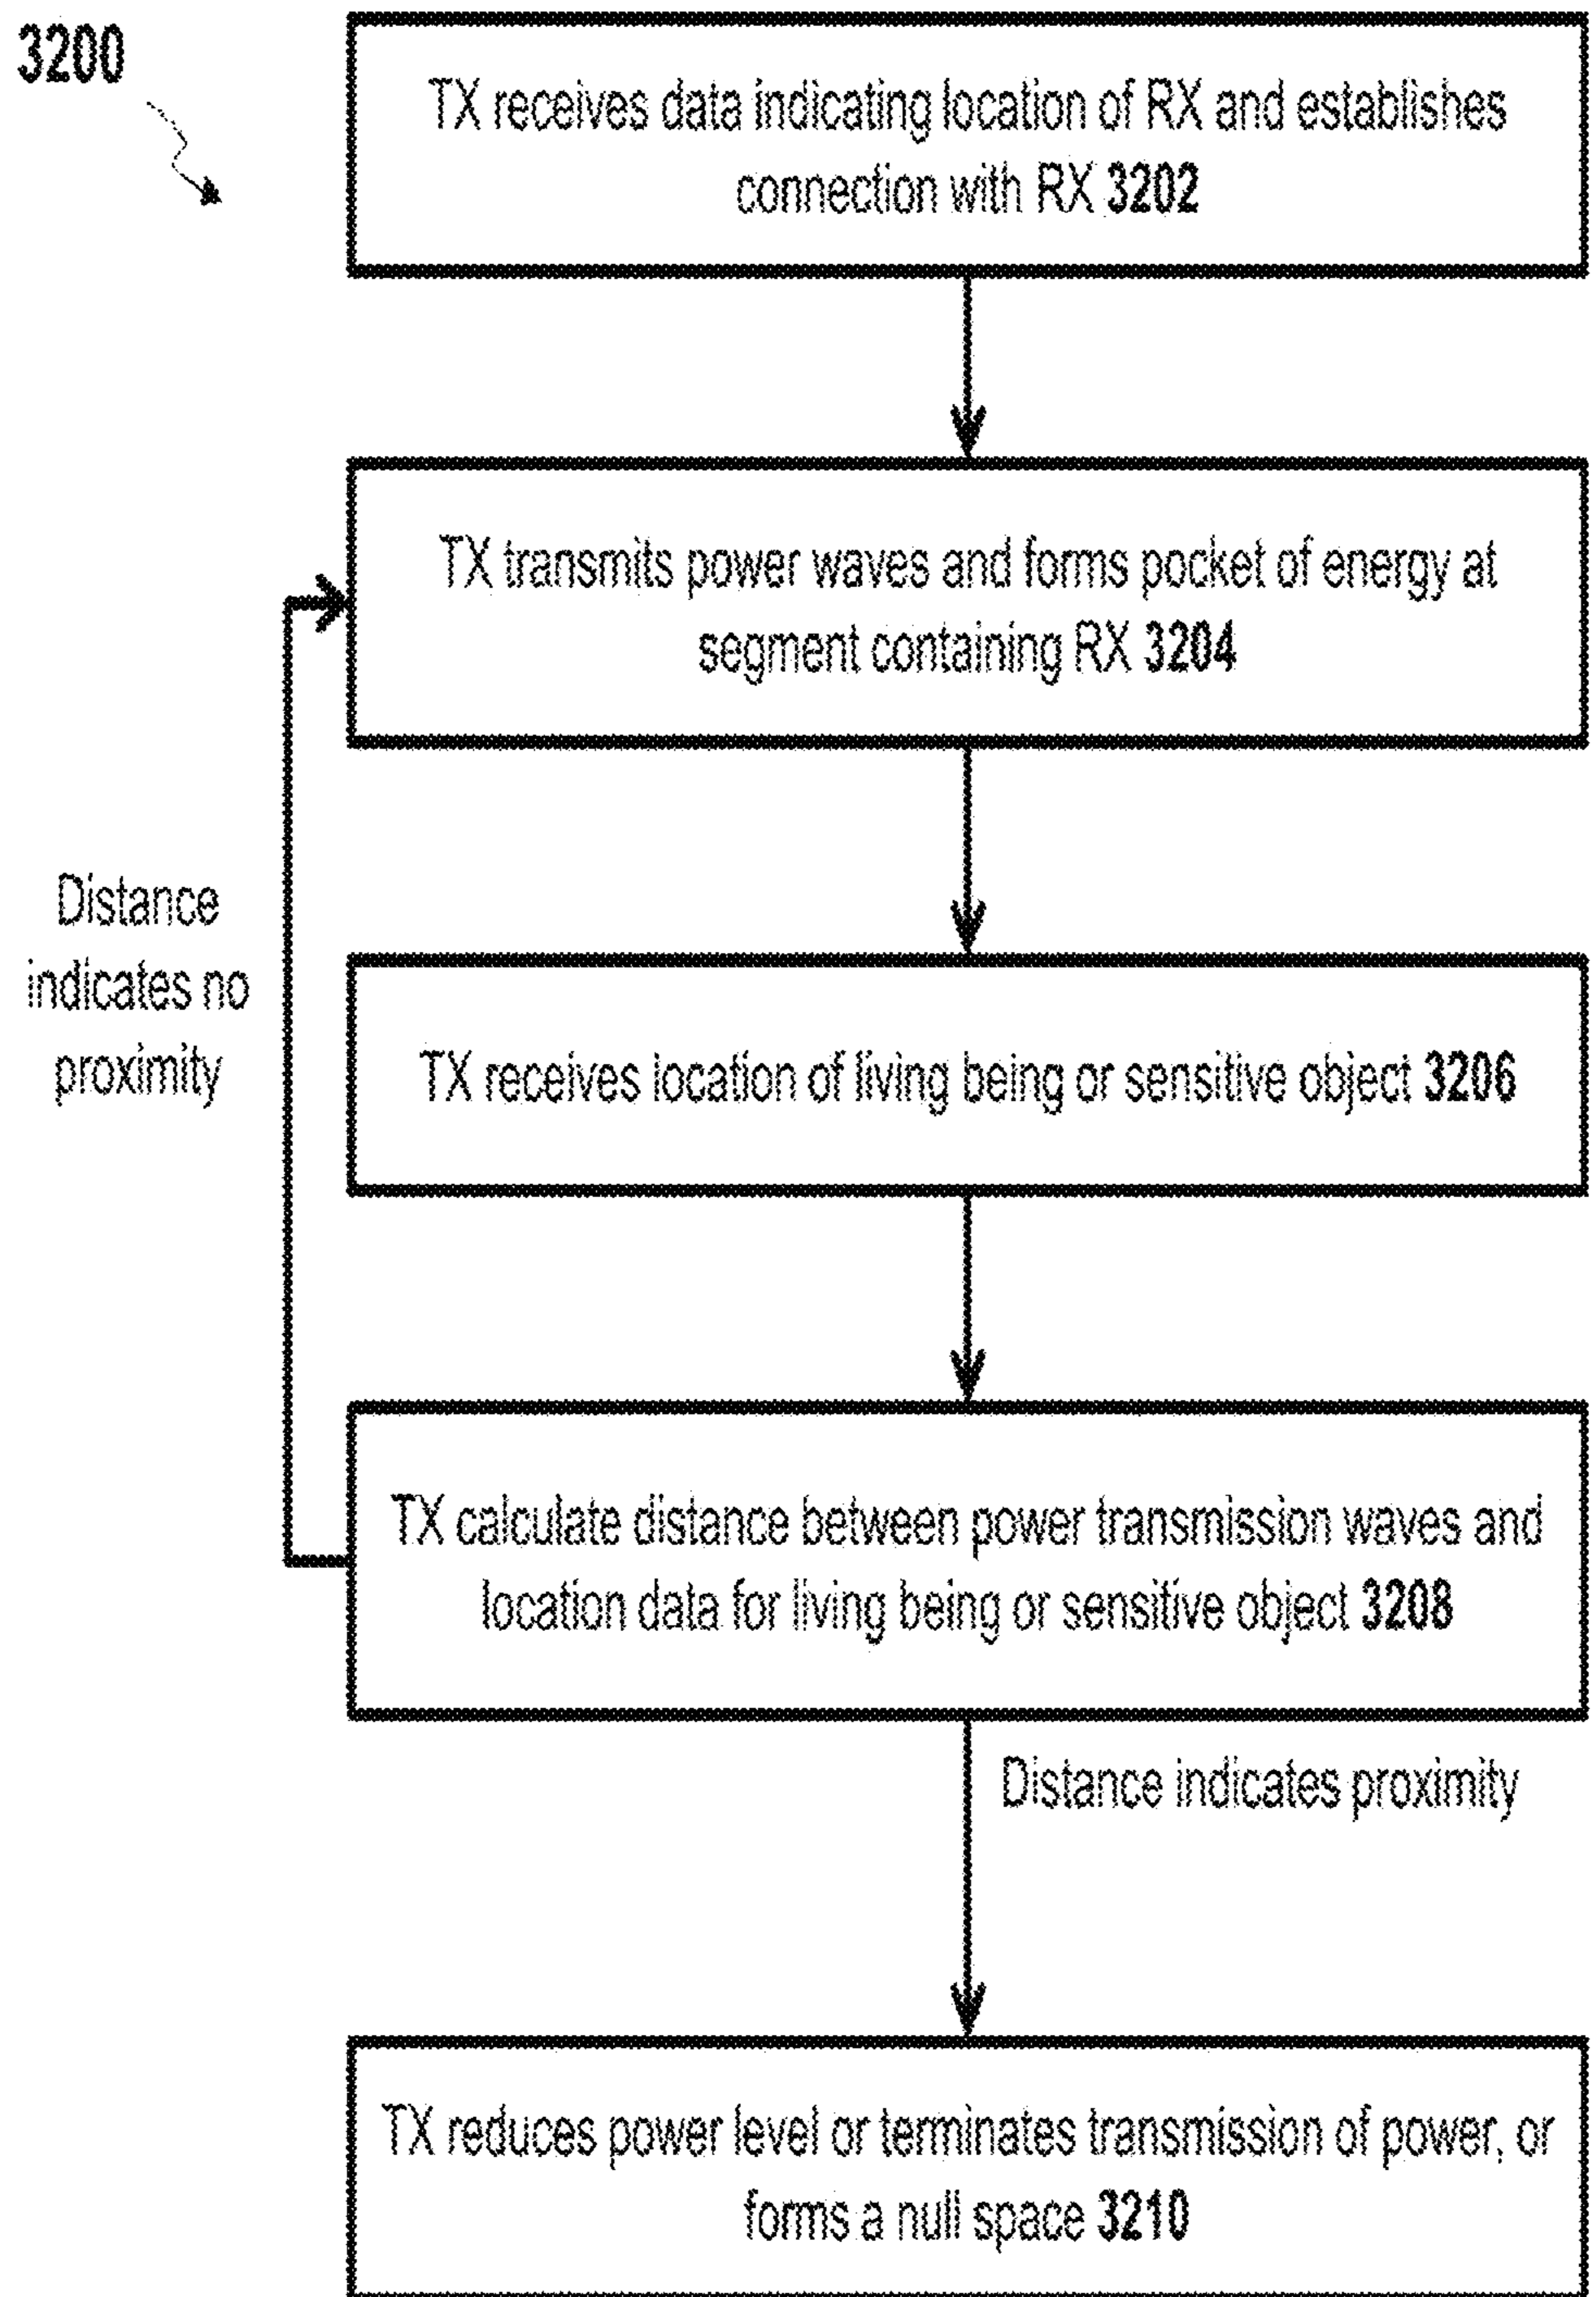 3200
TX receives data indicating location of RX and establishes
connection with RX 3202
TX transmits power waves and forms pocket of energy at
segment containing RX 3204
Distance
indicates no
proximity
TX receives location of living being or sensitive object 3206
TX calculate distance between power transmission waves and
location data for living being or sensitive object 3208
Distance indicates proximity
TX reduces power level or terminates transmission of power, or
forms a null space 3210